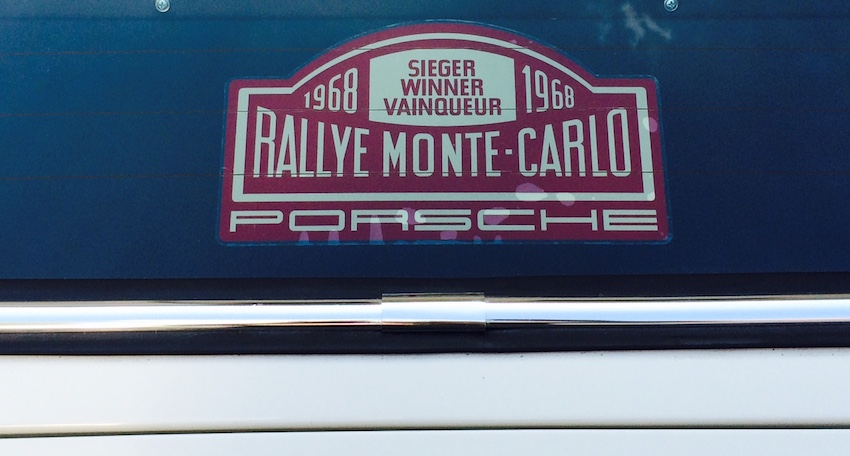 SIEGER
WINNER
VAINQUEUR
1968 1968
RALLYE MONTE-CARLO
PORSCHE